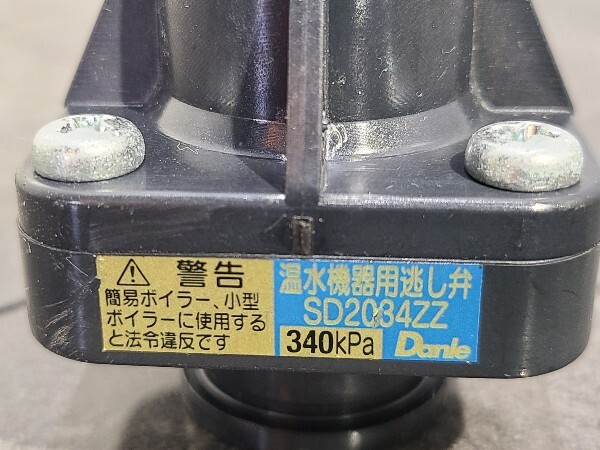 ⚠ 警告
簡易ボイラー、小型
ボイラーに使用する
と法令違反です
温水機器用逃し弁
SD2034ZZ
340kPa
Danle